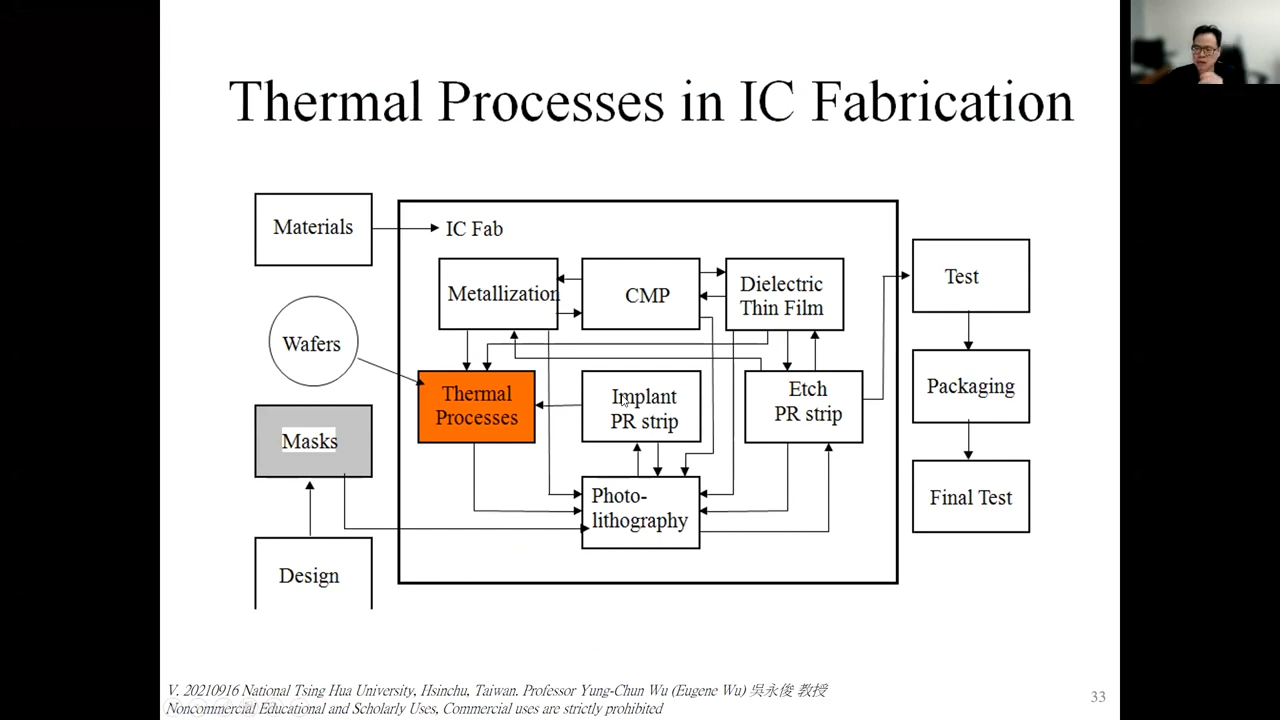 Thermal Processes in IC Fabrication
Materials
IC Fab
Wafers
Masks
Design
Metallization
CMP
Dielectric
Thin Film
Thermal
Processes
Implant
PR strip
Etch
PR strip
Photo-
lithography
Test
Packaging
Final Test
V. 20210916 National Tsing Hua University, Hsinchu, Taiwan. Professor Yung-Chun Wu (Eugene Wu) 吳永俊 教授
Noncommercial Educational and Scholarly Uses, Commercial uses are strictly prohibited
33